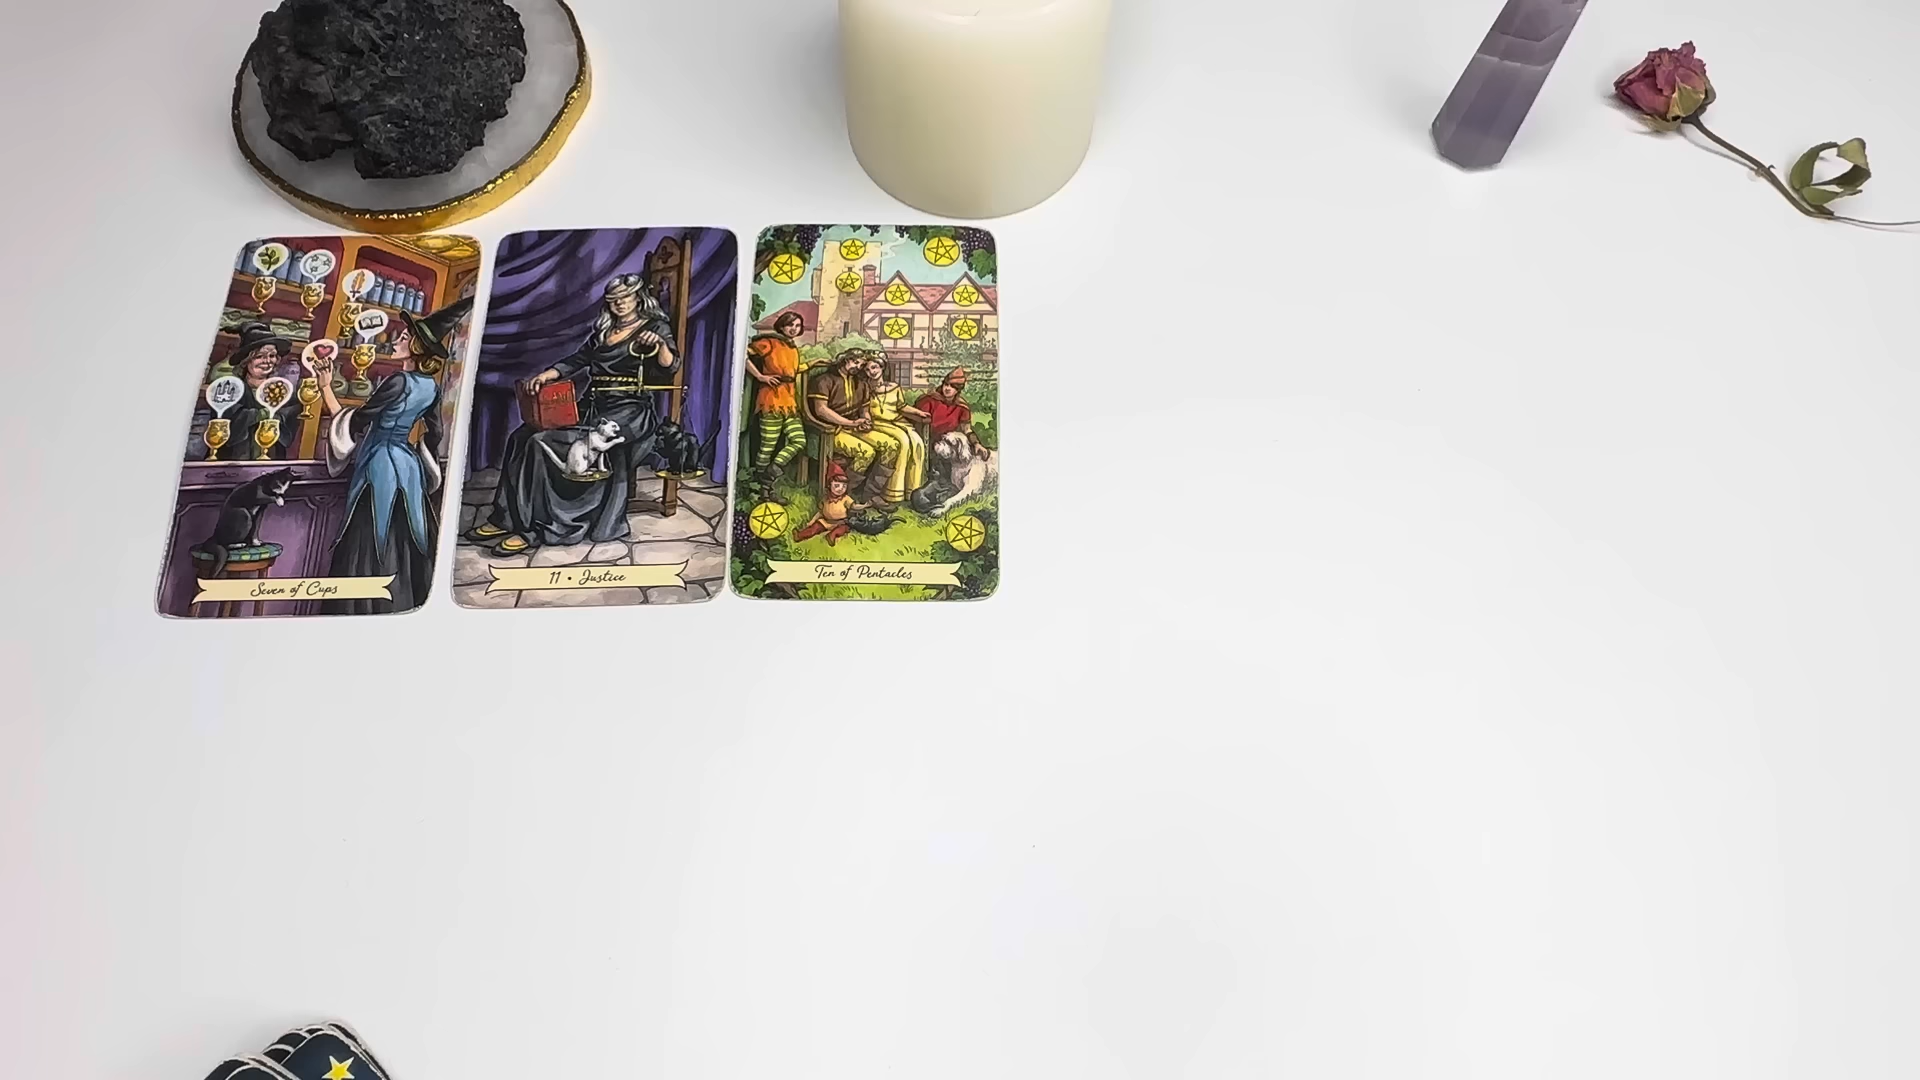 Seven of Cups
11 • Justice
Ten of Pentacles